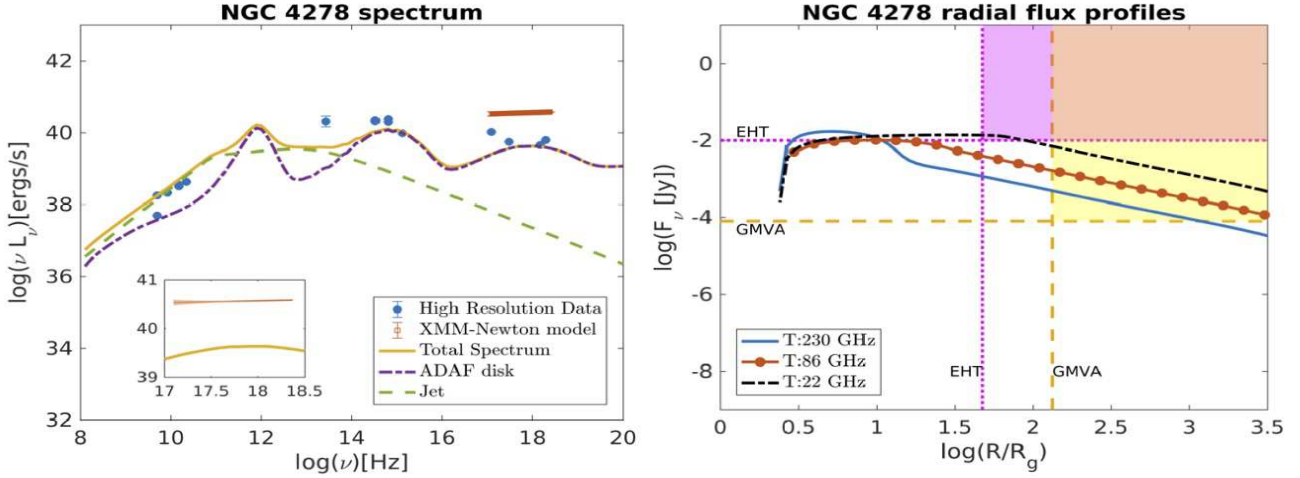 NGC 4278 spectrum
log(ν L_ν)[ergs/s]
42
40
38
36
34
32
8
10
12
14
16
18
20
log(ν)[Hz]
41
40
39
17
17.5
18
18.5
High Resolution Data
XMM-Newton model
Total Spectrum
ADAF disk
Jet
NGC 4278 radial flux profiles
log(F_ν [Jy])
0
-2
-4
-6
-8
EHT
GMVA
T:230 GHz
T:86 GHz
T:22 GHz
EHT
GMVA
0
0.5
1
1.5
2
2.5
3
3.5
log(R/R_g)